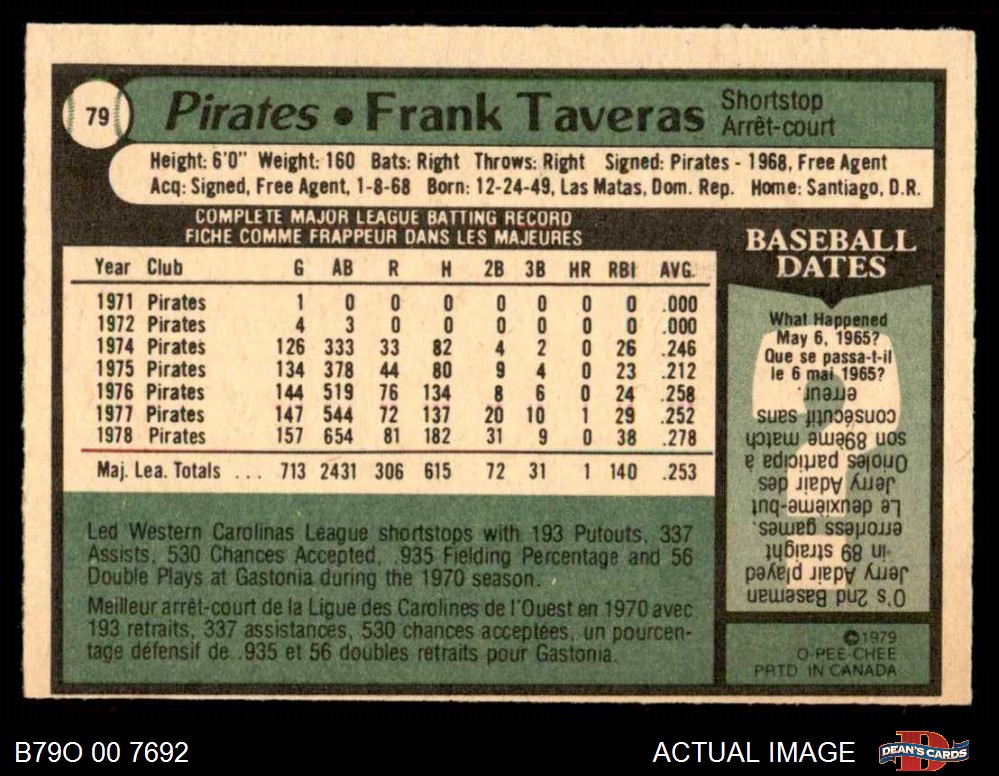 79
Pirates • Frank Taveras
Shortstop
Arrêt-court
Height: 6'0" Weight: 160 Bats: Right Throws: Right Signed: Pirates - 1968, Free Agent
Acq: Signed, Free Agent, 1-8-68 Born: 12-24-49, Las Matas, Dom. Rep. Home: Santiago, D.R.
COMPLETE MAJOR LEAGUE BATTING RECORD
FICHE COMME FRAPPEUR DANS LES MAJEURES
Year Club G AB R H 2B 3B HR RBI AVG.
1971 Pirates 1 0 0 0 0 0 0 0 .000
1972 Pirates 4 3 0 0 0 0 0 0 .000
1974 Pirates 126 333 33 82 4 2 0 26 .246
1975 Pirates 134 378 44 80 9 4 0 23 .212
1976 Pirates 144 519 76 134 8 6 0 24 .258
1977 Pirates 147 544 72 137 20 10 1 29 .252
1978 Pirates 157 654 81 182 31 9 0 38 .278
Maj. Lea. Totals ... 713 2431 306 615 72 31 1 140 .253
Led Western Carolinas League shortstops with 193 Putouts, 337
Assists, 530 Chances Accepted, .935 Fielding Percentage and 56
Double Plays at Gastonia during the 1970 season.
Meilleur arrêt-court de la Ligue des Carolines de l'Ouest en 1970 avec
193 retraits, 337 assistances, 530 chances acceptées, un pourcen-
tage défensif de .935 et 56 doubles retraits pour Gastonia.
BASEBALL
DATES
What Happened
May 6, 1965?
Que se passa-t-il
le 6 mai 1965?
O's 2nd Baseman
Jerry Adair played
in 89 straight
errorless games.
Le deuxième-but
Jerry Adair des
Orioles participa à
son 89ème match
consécutif sans
erreur.
©1979
O-PEE-CHEE
PRTD IN CANADA
B79O 00 7692
ACTUAL IMAGE
D
DEAN'S CARDS